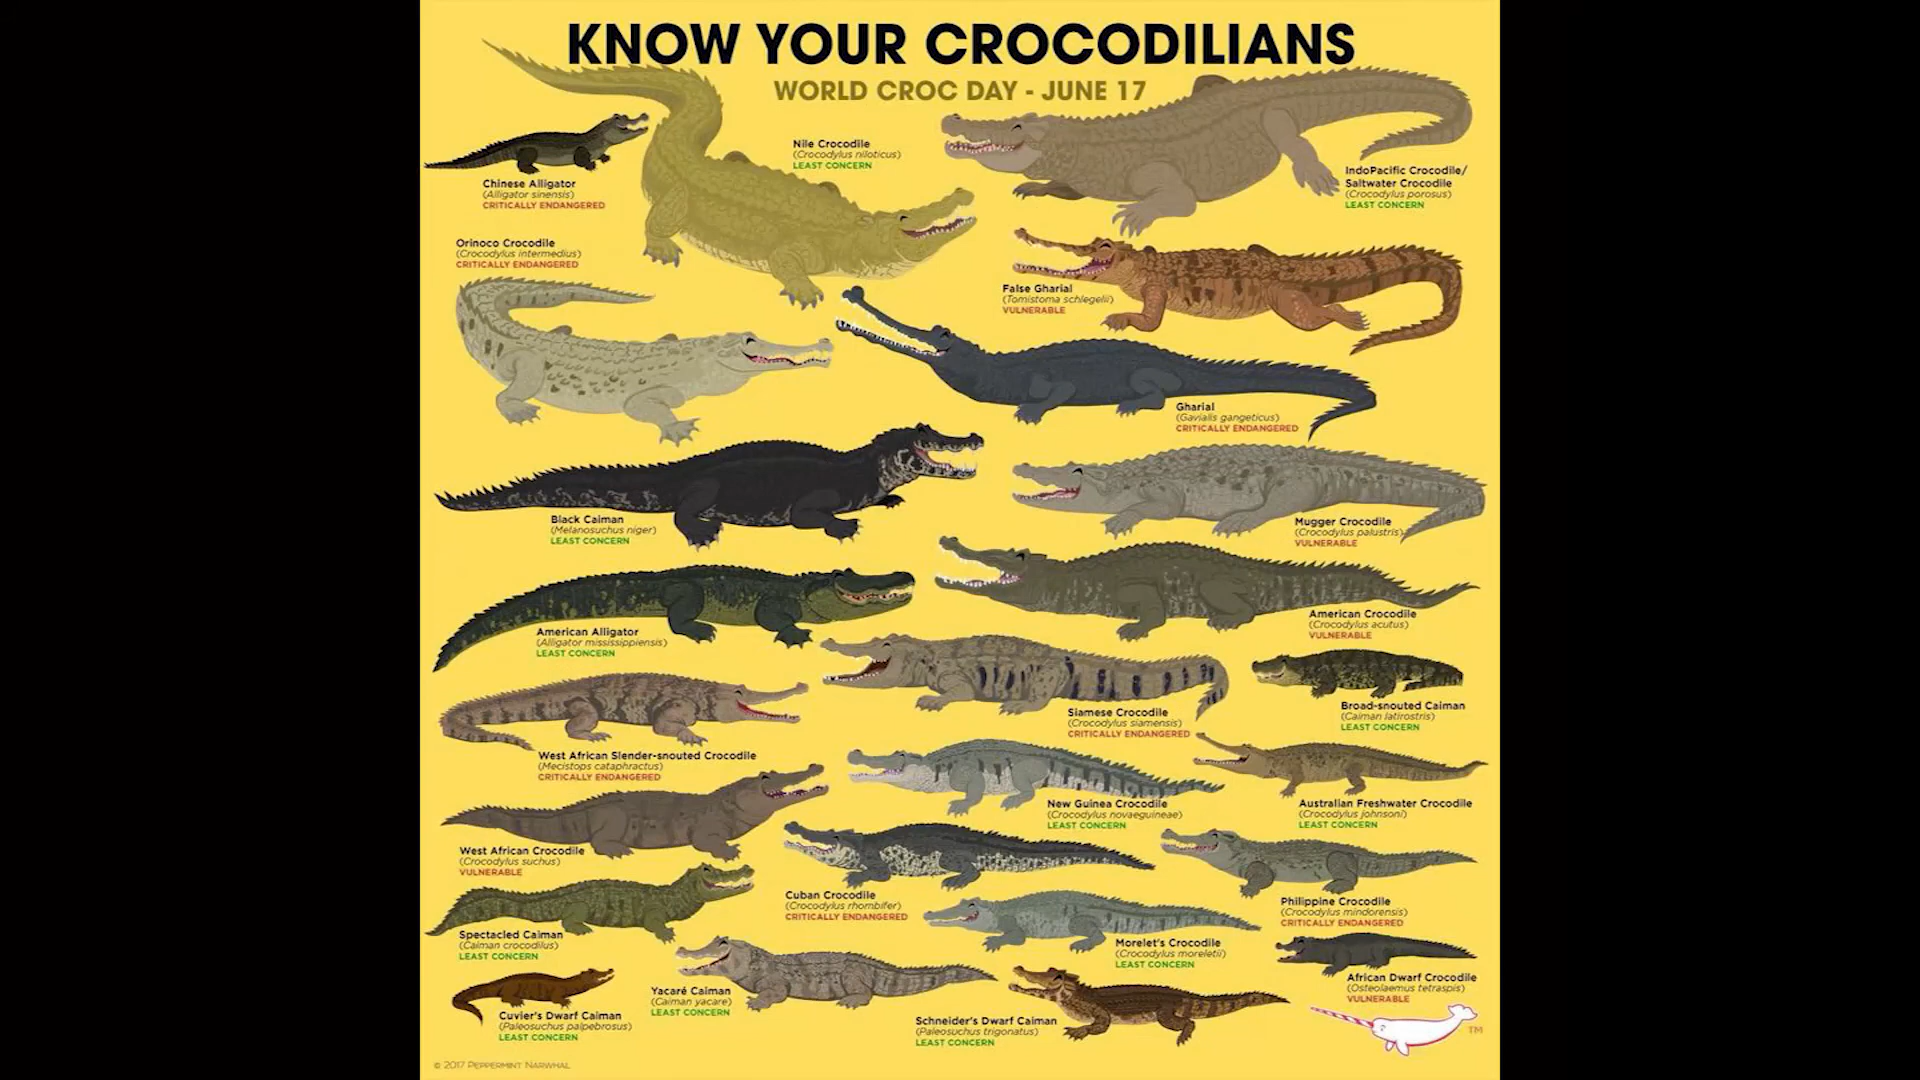 KNOW YOUR CROCODILIANS
WORLD CROC DAY - JUNE 17
Nile Crocodile
(Crocodylus niloticus)
LEAST CONCERN
IndoPacific Crocodile/
Saltwater Crocodile
(Crocodylus porosus)
LEAST CONCERN
Chinese Alligator
(Alligator sinensis)
CRITICALLY ENDANGERED
Orinoco Crocodile
(Crocodylus intermedius)
CRITICALLY ENDANGERED
False Gharial
(Tomistoma schlegelii)
VULNERABLE
Gharial
(Gavialis gangeticus)
CRITICALLY ENDANGERED
Black Caiman
(Melanosuchus niger)
LEAST CONCERN
Mugger Crocodile
(Crocodylus palustris)
VULNERABLE
American Crocodile
(Crocodylus acutus)
VULNERABLE
American Alligator
(Alligator mississippiensis)
LEAST CONCERN
Siamese Crocodile
(Crocodylus siamensis)
CRITICALLY ENDANGERED
Broad-snouted Caiman
(Caiman latirostris)
LEAST CONCERN
West African Slender-snouted Crocodile
(Mecistops cataphractus)
CRITICALLY ENDANGERED
New Guinea Crocodile
(Crocodylus novaeguineae)
LEAST CONCERN
Australian Freshwater Crocodile
(Crocodylus johnsoni)
LEAST CONCERN
West African Crocodile
(Crocodylus suchus)
VULNERABLE
Cuban Crocodile
(Crocodylus rhombifer)
CRITICALLY ENDANGERED
Philippine Crocodile
(Crocodylus mindorensis)
CRITICALLY ENDANGERED
Spectacled Caiman
(Caiman crocodilus)
LEAST CONCERN
Morelet's Crocodile
(Crocodylus moreletii)
LEAST CONCERN
African Dwarf Crocodile
(Osteolaemus tetraspis)
VULNERABLE
Yacaré Caiman
(Caiman yacare)
LEAST CONCERN
Cuvier's Dwarf Caiman
(Paleosuchus palpebrosus)
LEAST CONCERN
Schneider's Dwarf Caiman
(Paleosuchus trigonatus)
LEAST CONCERN
TM
© 2017 PEPPERMINT NARWHAL